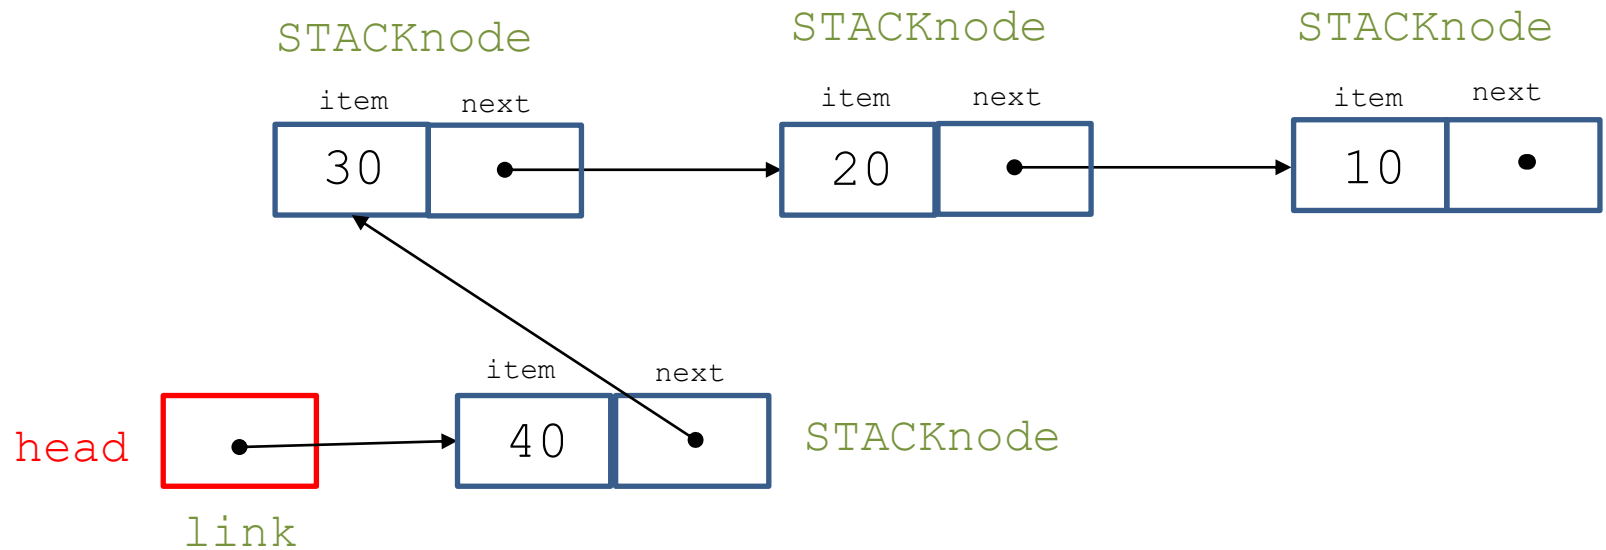 STACKnode STACKnode STACKnode
item next item next item next
30 20 10
item next
head 40 STACKnode
link